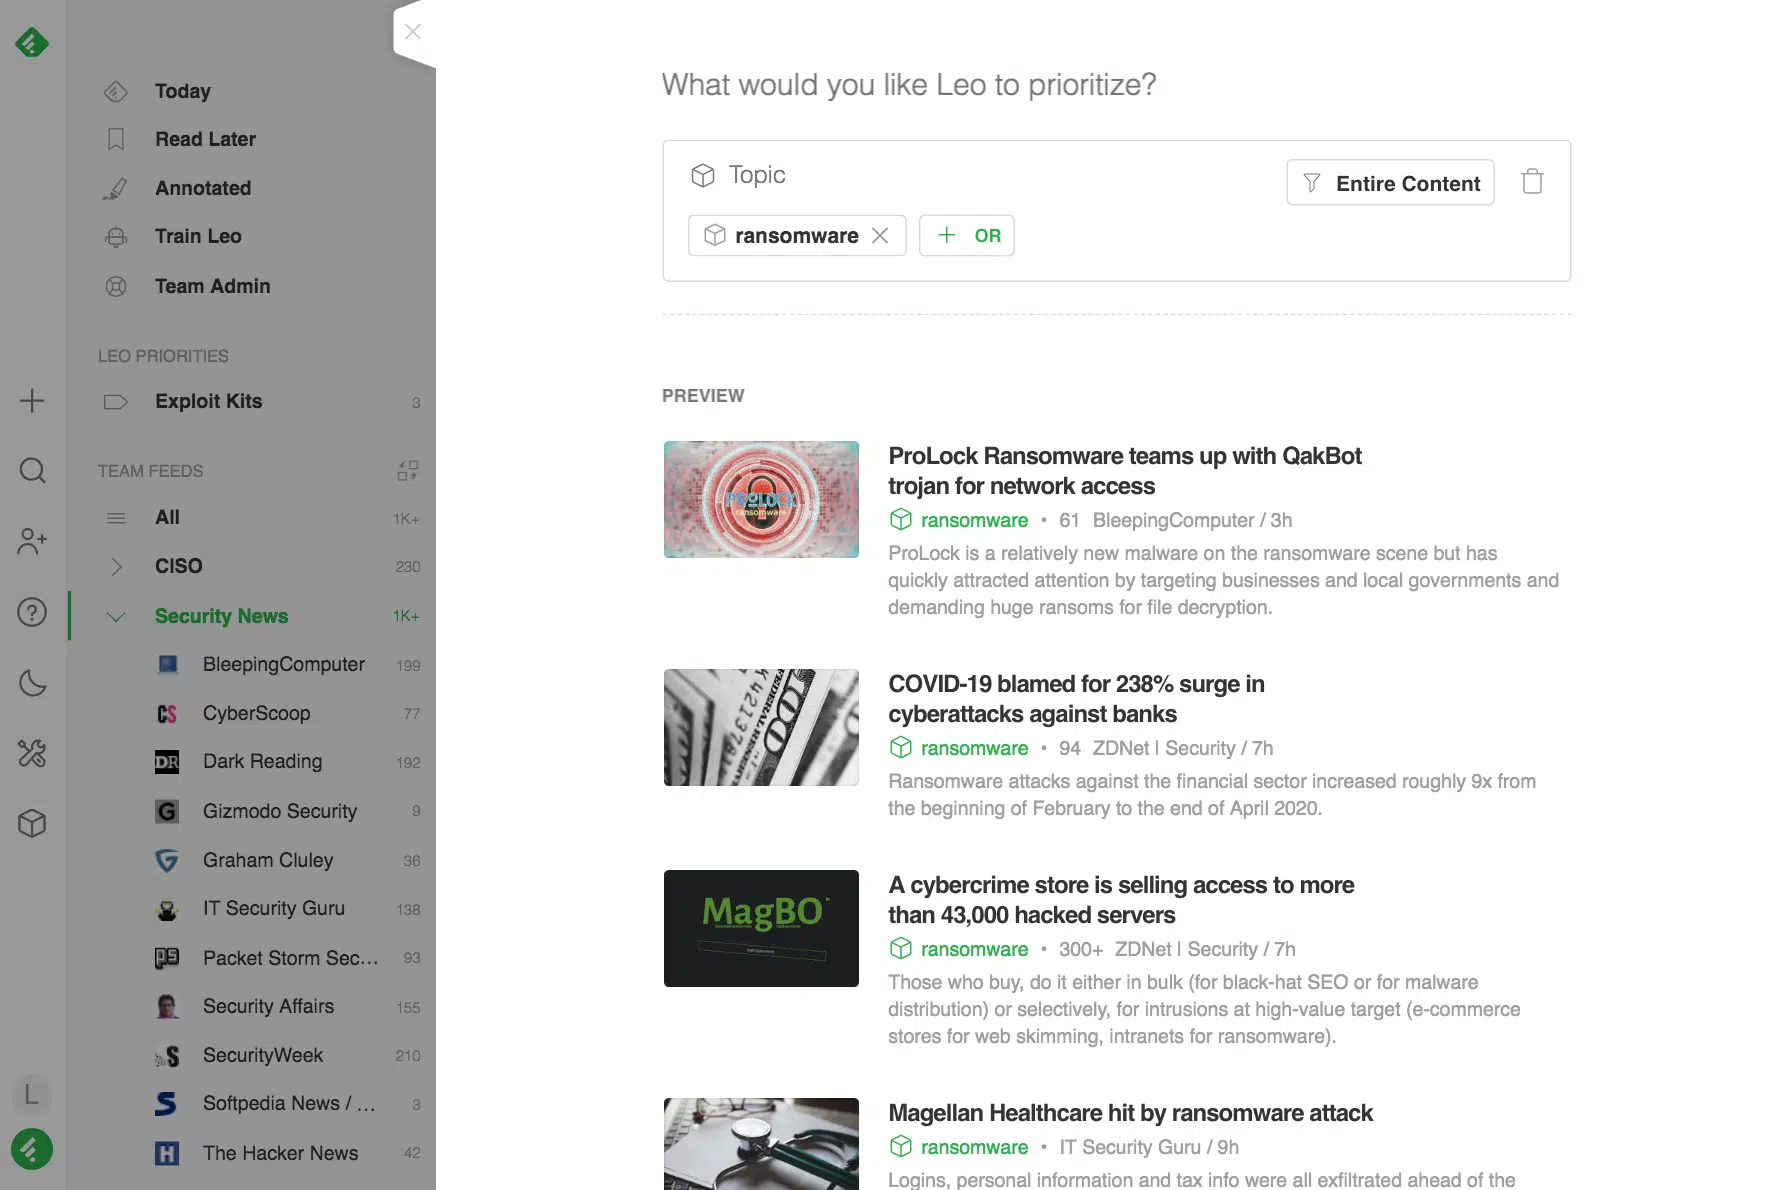 Today
Read Later
Annotated
Train Leo
Team Admin
LEO PRIORITIES
Exploit Kits 3
TEAM FEEDS
All 1K+
CISO 230
Security News 1K+
BleepingComputer 199
CS CyberScoop 77
DR Dark Reading 192
G Gizmodo Security 9
Graham Cluley 36
IT Security Guru 138
Packet Storm Sec... 93
Security Affairs 155
S SecurityWeek 210
S Softpedia News / ... 3
H The Hacker News 42
L
What would you like Leo to prioritize?
Topic
Entire Content
ransomware
+ OR
PREVIEW
PROLOCK
ransomware
ProLock Ransomware teams up with QakBot
trojan for network access
ransomware • 61 BleepingComputer / 3h
ProLock is a relatively new malware on the ransomware scene but has
quickly attracted attention by targeting businesses and local governments and
demanding huge ransoms for file decryption.
COVID-19 blamed for 238% surge in
cyberattacks against banks
ransomware • 94 ZDNet | Security / 7h
Ransomware attacks against the financial sector increased roughly 9x from
the beginning of February to the end of April 2020.
MagBO
A cybercrime store is selling access to more
than 43,000 hacked servers
ransomware • 300+ ZDNet | Security / 7h
Those who buy, do it either in bulk (for black-hat SEO or for malware
distribution) or selectively, for intrusions at high-value target (e-commerce
stores for web skimming, intranets for ransomware).
Magellan Healthcare hit by ransomware attack
ransomware • IT Security Guru / 9h
Logins, personal information and tax info were all exfiltrated ahead of the